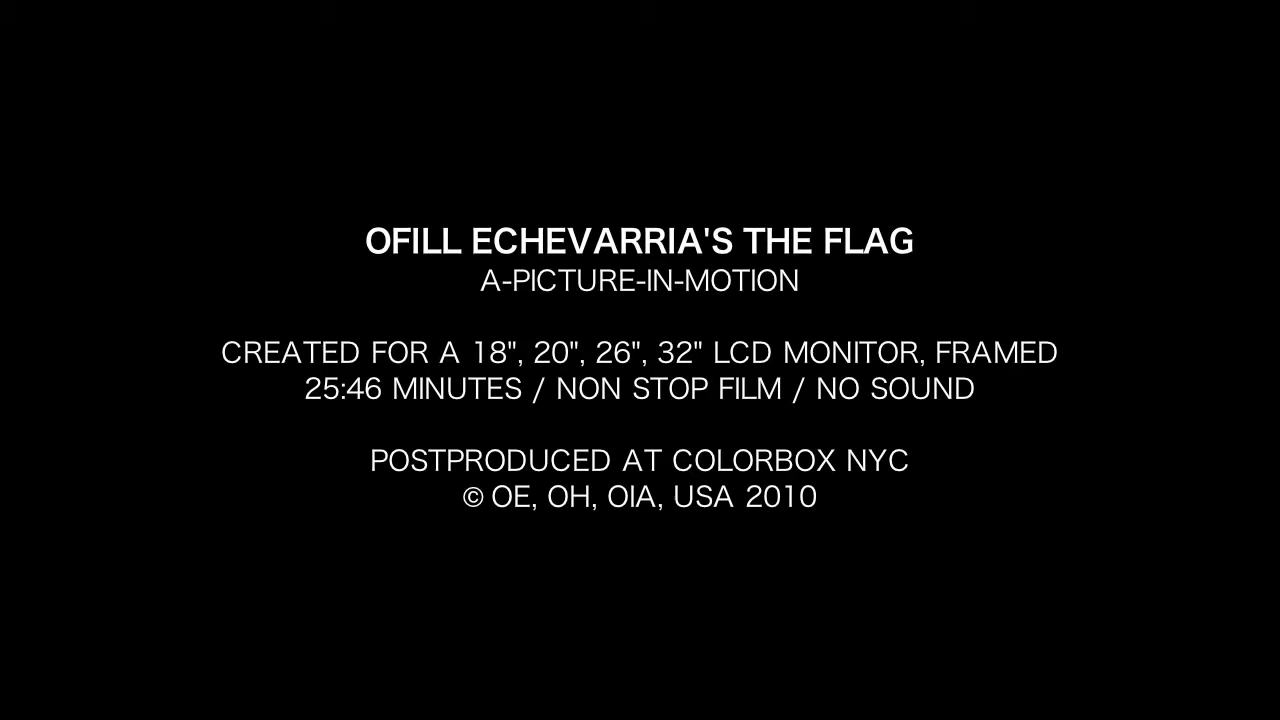 OFILL ECHEVARRIA'S THE FLAG
A-PICTURE-IN-MOTION
CREATED FOR A 18", 20", 26", 32" LCD MONITOR, FRAMED
25:46 MINUTES / NON STOP FILM / NO SOUND
POSTPRODUCED AT COLORBOX NYC
© OE, OH, OIA, USA 2010